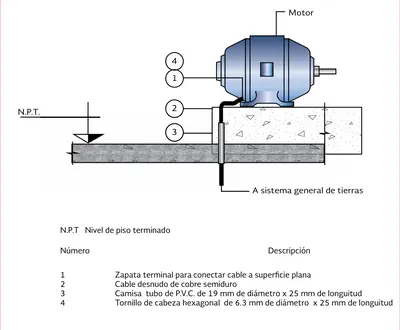 Motor
4
1
N.P.T.
2
3
A sistema general de tierras
N.P.T Nivel de piso terminado
Número Descripción
1 Zapata terminal para conectar cable a superficie plana
2 Cable desnudo de cobre semiduro
3 Camisa tubo de P.V.C. de 19 mm de diámetro x 25 mm de longuitud
4 Tornillo de cabeza hexagonal de 6.3 mm de diámetro x 25 mm de longuitud